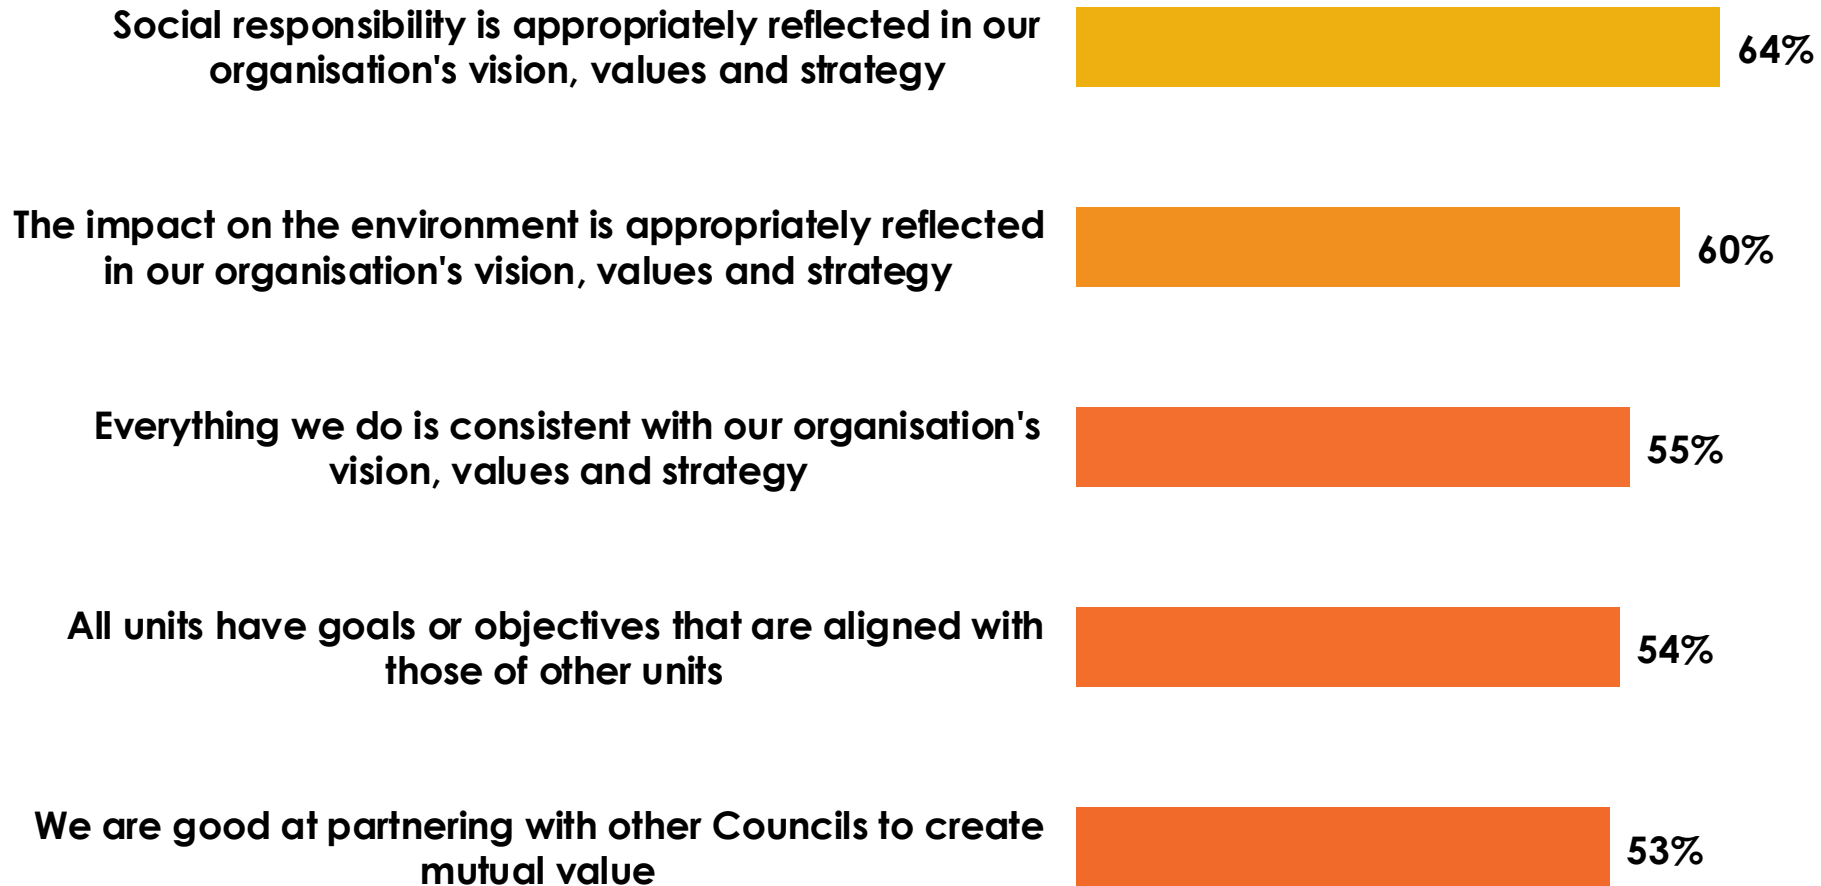 Social responsibility is appropriately reflected in our
organisation's vision, values and strategy
64%
The impact on the environment is appropriately reflected
in our organisation's vision, values and strategy
60%
Everything we do is consistent with our organisation's
vision, values and strategy
55%
All units have goals or objectives that are aligned with
those of other units
54%
We are good at partnering with other Councils to create
mutual value
53%